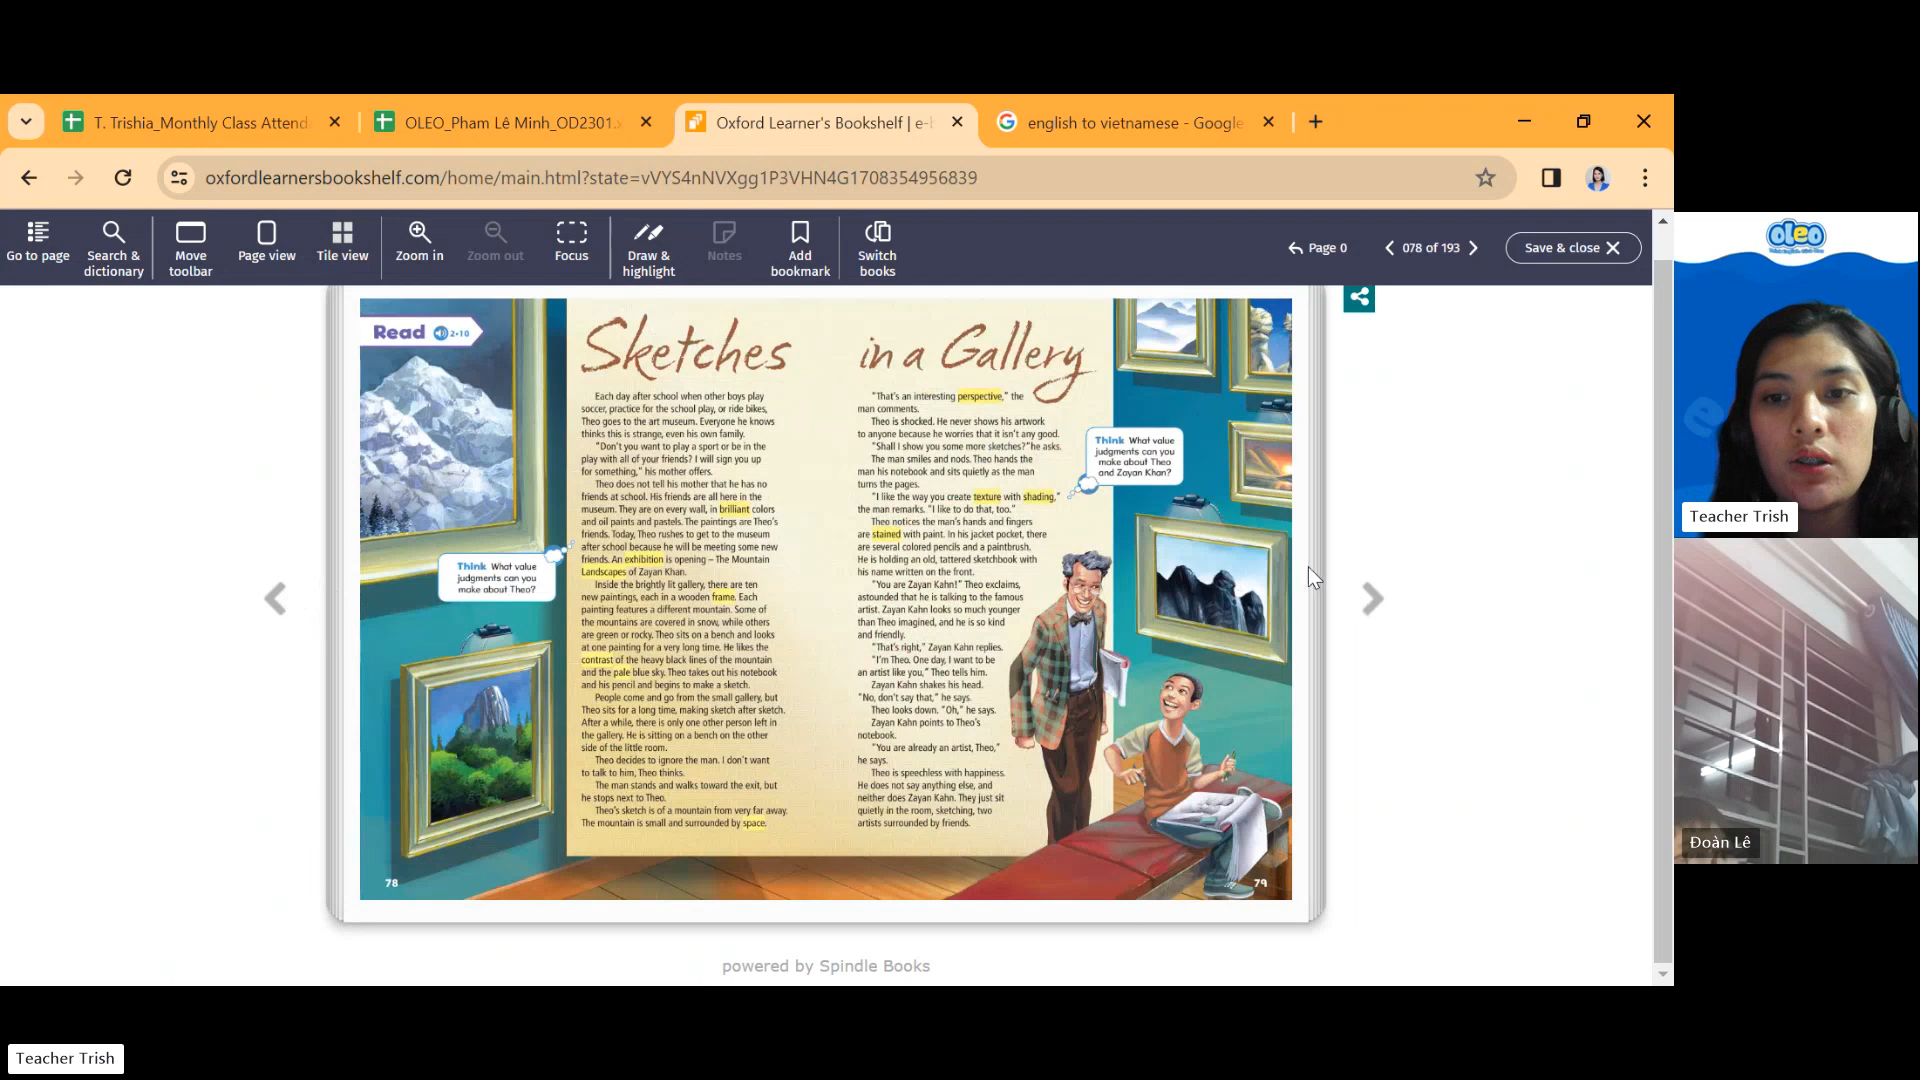 T. Trishia_Monthly Class Attend
OLEO_Pham Lê Minh_OD2301.x
Oxford Learner's Bookshelf | e-b
english to vietnamese - Google
oxfordlearnersbookshelf.com/home/main.html?state=vVYS4nNVXgg1P3VHN4G1708354956839
Go to page
Search & dictionary
Move toolbar
Page view
Tile view
Zoom in
Zoom out
Focus
Draw & highlight
Notes
Add bookmark
Switch books
Page 0
078 of 193
Save & close
Read 2•10
Sketches in a Gallery
Each day after school when other boys play
soccer, practice for the school play, or ride bikes,
Theo goes to the art museum. Everyone he knows
thinks this is strange, even his own family.
"Don't you want to play a sport or be in the
play with all of your friends? I will sign you up
for something," his mother offers.
Theo does not tell his mother that he has no
friends at school. His friends are all here in the
museum. They are on every wall, in brilliant colors
and oil paints and pastels. The paintings are Theo's
friends. Today, Theo rushes to get to the museum
after school because he will be meeting some new
friends. An exhibition is opening – The Mountain
Landscapes of Zayan Khan.
Inside the brightly lit gallery, there are ten
new paintings, each in a wooden frame. Each
painting features a different mountain. Some of
the mountains are covered in snow, while others
are green or rocky. Theo sits on a bench and looks
at one painting for a very long time. He likes the
contrast of the heavy black lines of the mountain
and the pale blue sky. Theo takes out his notebook
and his pencil and begins to make a sketch.
People come and go from the small gallery, but
Theo sits for a long time, making sketch after sketch.
After a while, there is only one other person left in
the gallery. He is sitting on a bench on the other
side of the little room.
Theo decides to ignore the man. I don't want
to talk to him, Theo thinks.
The man stands and walks toward the exit, but
he stops next to Theo.
Theo's sketch is of a mountain from very far away.
The mountain is small and surrounded by space.
Think What value
judgments can you
make about Theo?
78
"That's an interesting perspective," the
man comments.
Theo is shocked. He never shows his artwork
to anyone because he worries that it isn't any good.
"Shall I show you some more sketches?" he asks.
The man smiles and nods. Theo hands the
man his notebook and sits quietly as the man
turns the pages.
"I like the way you create texture with shading,"
the man remarks. "I like to do that, too."
Theo notices the man's hands and fingers
are stained with paint. In his jacket pocket, there
are several colored pencils and a paintbrush.
He is holding an old, tattered sketchbook with
his name written on the front.
"You are Zayan Kahn!" Theo exclaims,
astounded that he is talking to the famous
artist. Zayan Kahn looks so much younger
than Theo imagined, and he is so kind
and friendly.
"That's right," Zayan Kahn replies.
"I'm Theo. One day, I want to be
an artist like you," Theo tells him.
Zayan Kahn shakes his head.
"No, don't say that," he says.
Theo looks down. "Oh," he says.
Zayan Kahn points to Theo's
notebook.
"You are already an artist, Theo,"
he says.
Theo is speechless with happiness.
He does not say anything else, and
neither does Zayan Kahn. They just sit
quietly in the room, sketching, two
artists surrounded by friends.
Think What value
judgments can you
make about Theo
and Zayan Khan?
79
powered by Spindle Books
oleo
Teacher Trish
Đoàn Lê
Teacher Trish